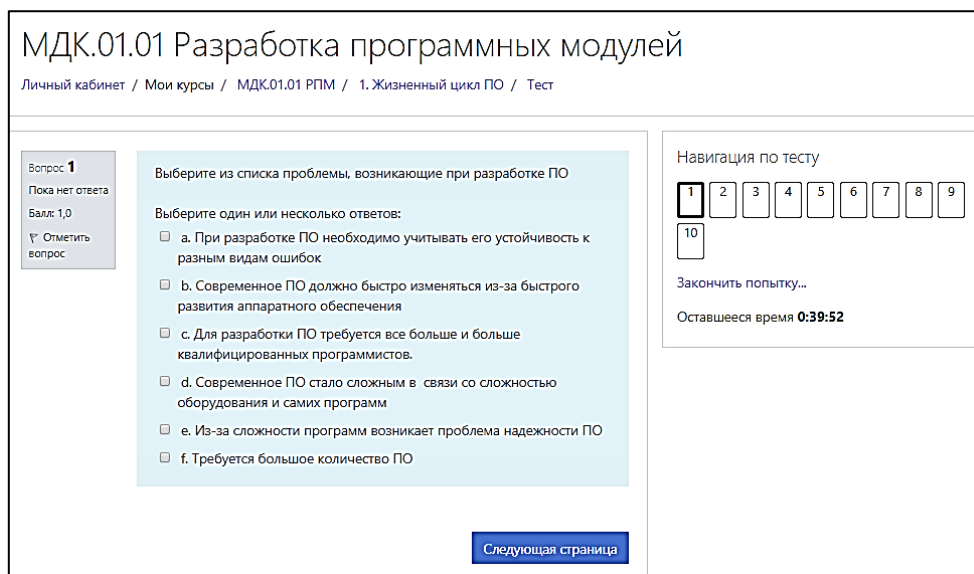 МДК.01.01 Разработка программных модулей
Личный кабинет / Мои курсы / МДК.01.01 РПМ / 1. Жизненный цикл ПО / Тест
Вопрос 1
Пока нет ответа
Балл: 1,0
Отметить
вопрос
Выберите из списка проблемы, возникающие при разработке ПО
Выберите один или несколько ответов:
a. При разработке ПО необходимо учитывать его устойчивость к
разным видам ошибок
b. Современное ПО должно быстро изменяться из-за быстрого
развития аппаратного обеспечения
c. Для разработки ПО требуется все больше и больше
квалифицированных программистов.
d. Современное ПО стало сложным в связи со сложностью
оборудования и самих программ
e. Из-за сложности программ возникает проблема надежности ПО
f. Требуется большое количество ПО
Следующая страница
Навигация по тесту
1 2 3 4 5 6 7 8 9
10
Закончить попытку...
Оставшееся время 0:39:52